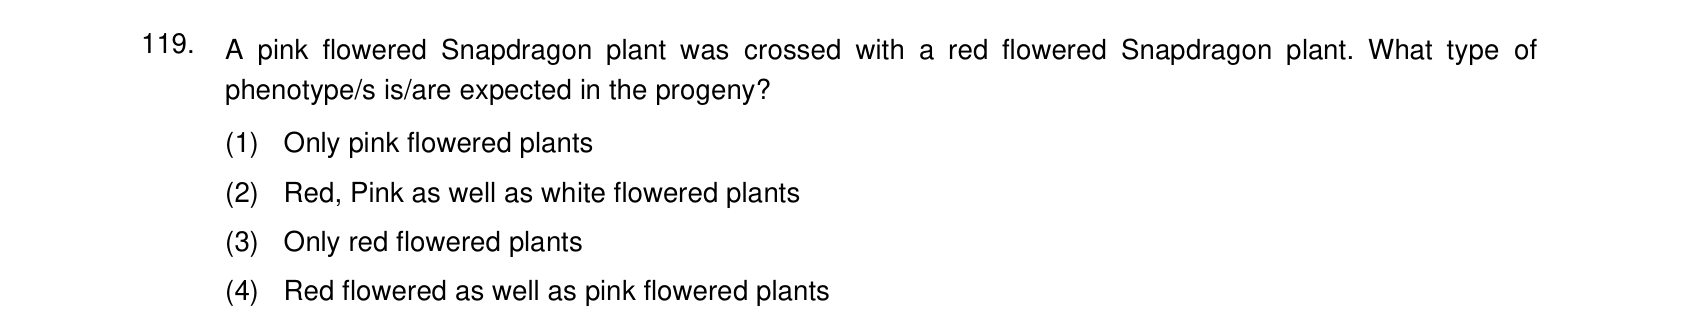 119. A pink flowered Snapdragon plant was crossed with a red flowered Snapdragon plant. What type of
phenotype/s is/are expected in the progeny?
(1) Only pink flowered plants
(2) Red, Pink as well as white flowered plants
(3) Only red flowered plants
(4) Red flowered as well as pink flowered plants